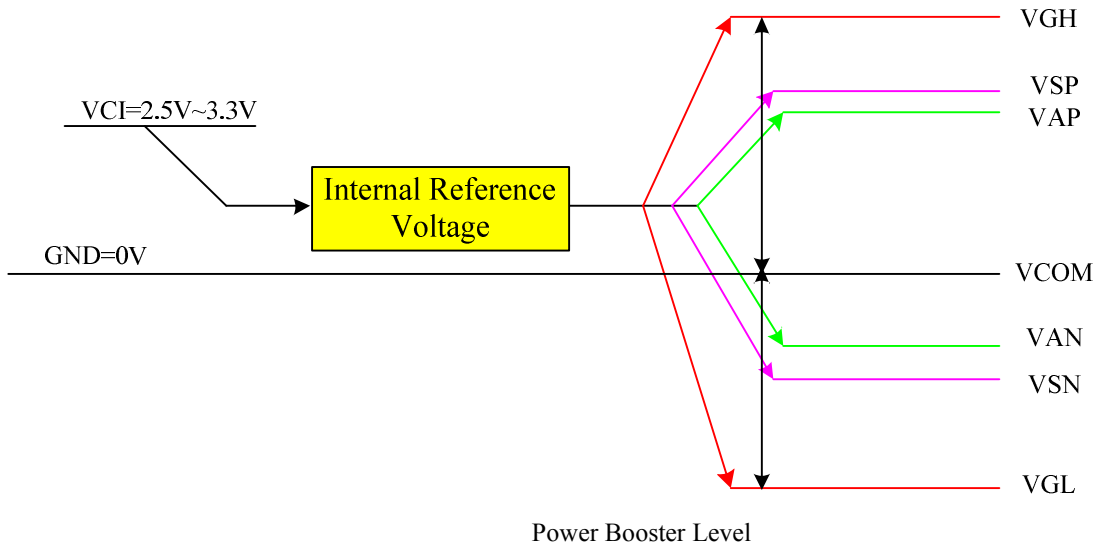 VGH
VSP
VCI=2.5V~3.3V
VAP
Internal Reference
Voltage
GND=0V
VCOM
VAN
VSN
VGL
Power Booster Level